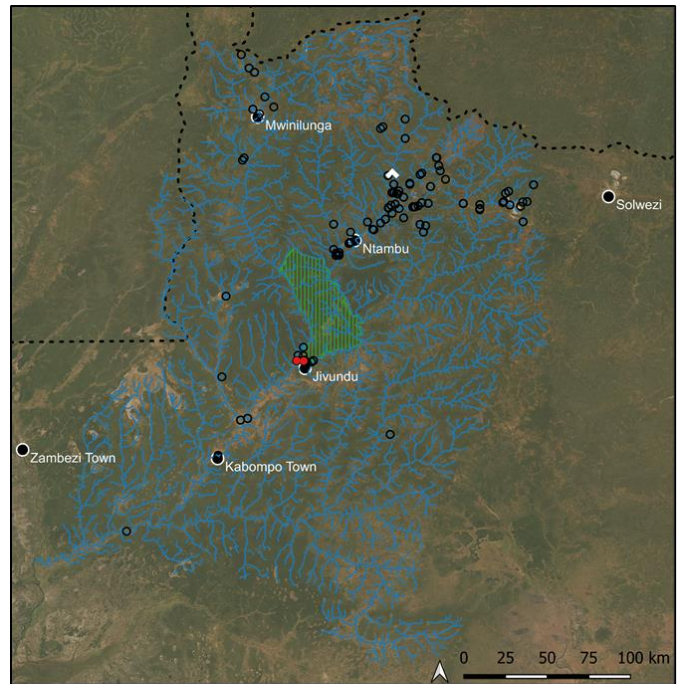 Mwinilunga
Solwezi
Ntambu
Jivundu
Zambezi Town
Kabompo Town
0 25 50 75 100 km